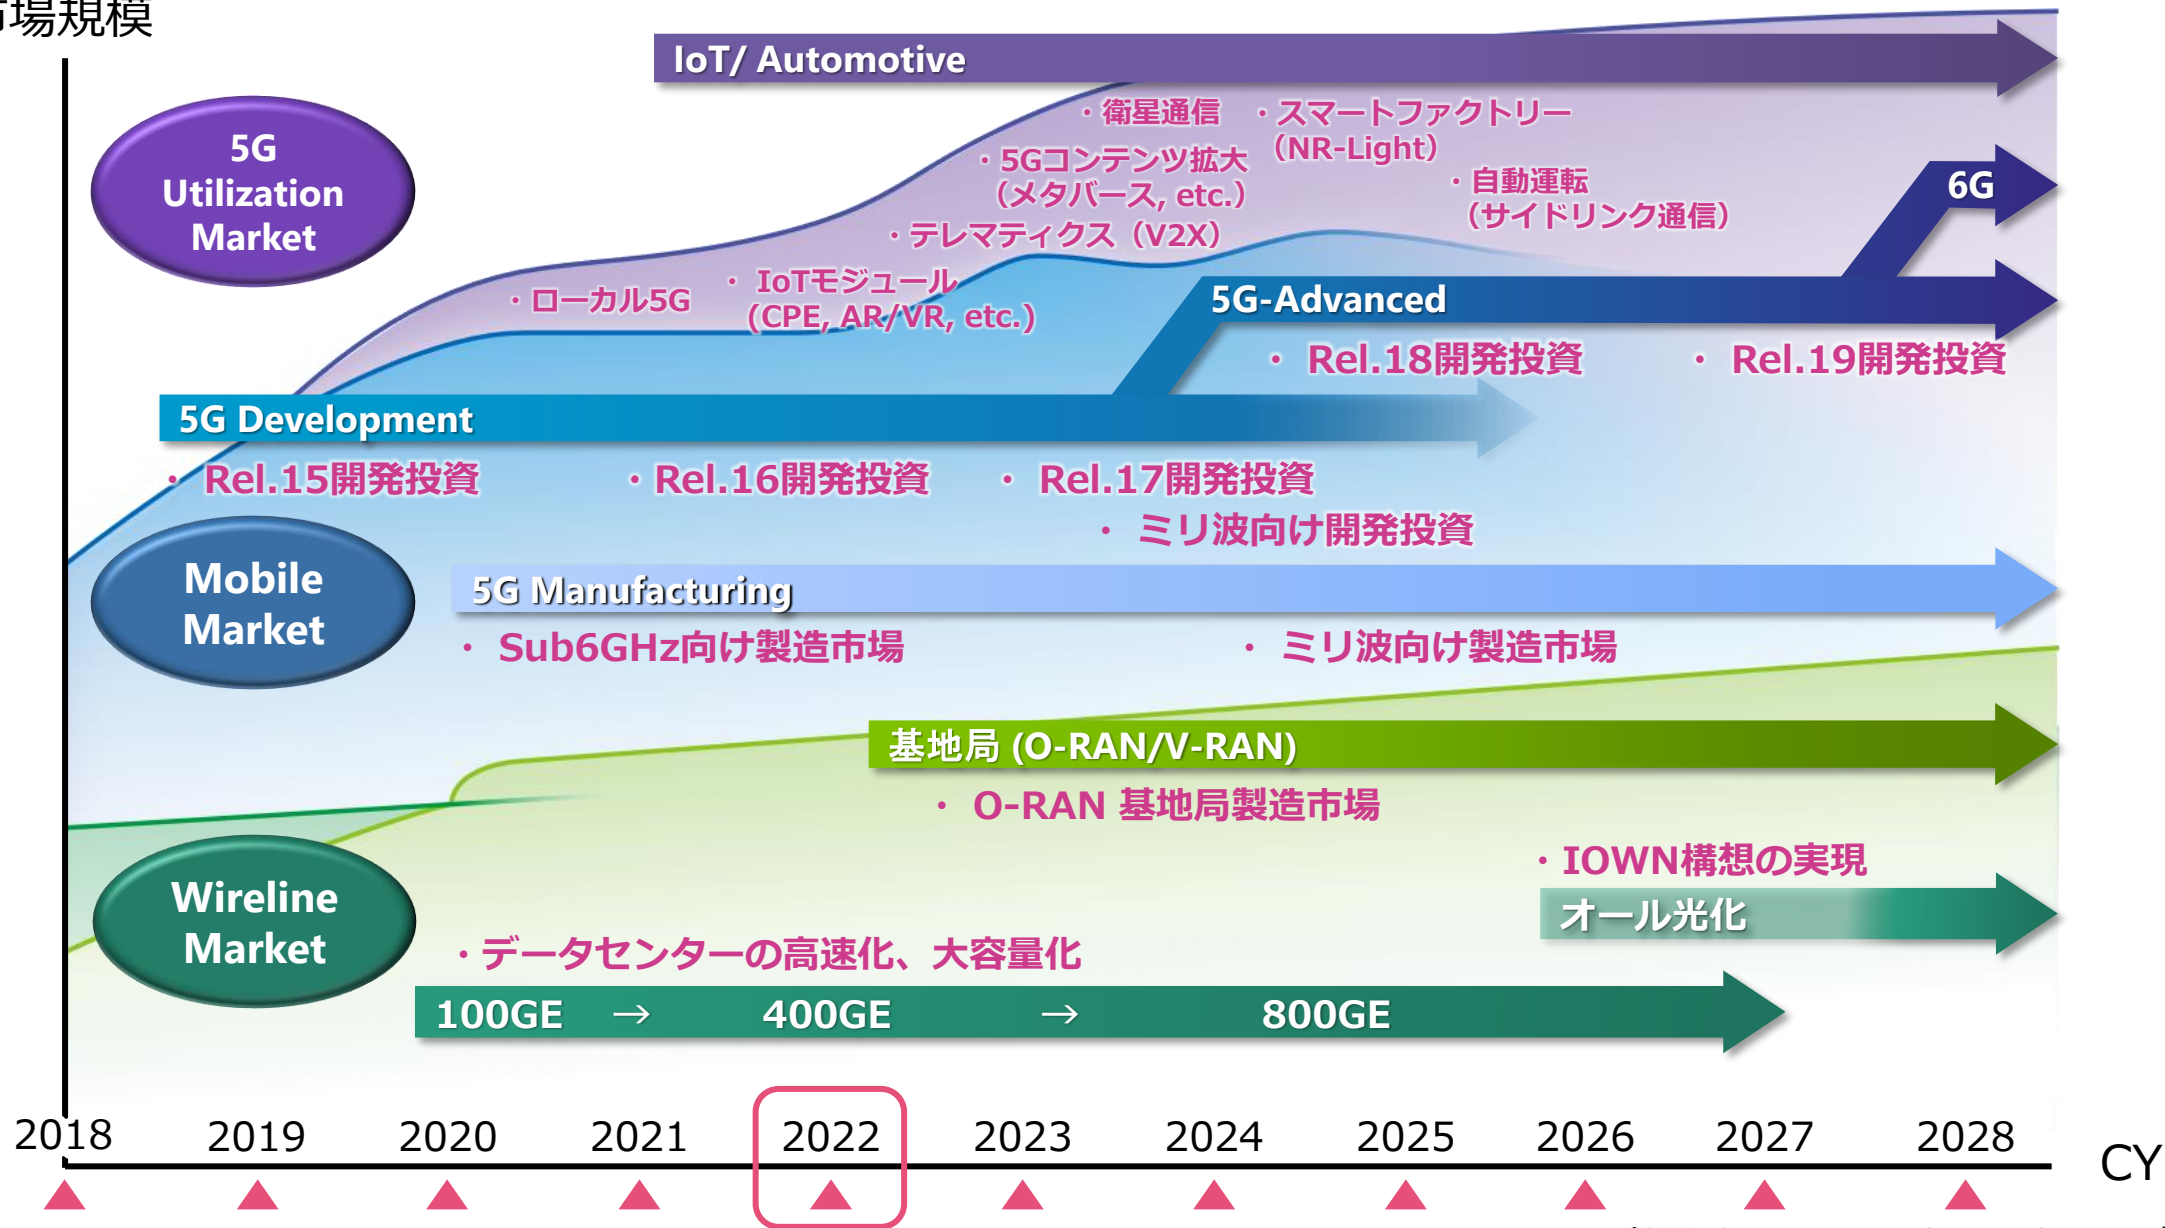 市場規模
IoT/ Automotive
・衛星通信
・スマートファクトリー
（NR-Light）
5G
Utilization
Market
・5Gコンテンツ拡大
（メタバース, etc.）
・自動運転
（サイドリンク通信）
6G
・テレマティクス（V2X）
・ローカル5G
・ IoTモジュール
(CPE, AR/VR, etc.)
5G-Advanced
・ Rel.18開発投資
・ Rel.19開発投資
5G Development
・ Rel.15開発投資
・Rel.16開発投資
・ Rel.17開発投資
・ ミリ波向け開発投資
Mobile
Market
5G Manufacturing
・ Sub6GHz向け製造市場
・ ミリ波向け製造市場
基地局 (O-RAN/V-RAN)
・ O-RAN 基地局製造市場
Wireline
Market
・IOWN構想の実現
オール光化
・データセンターの高速化、大容量化
100GE → 400GE → 800GE
2018 2019 2020 2021 2022 2023 2024 2025 2026 2027 2028
CY